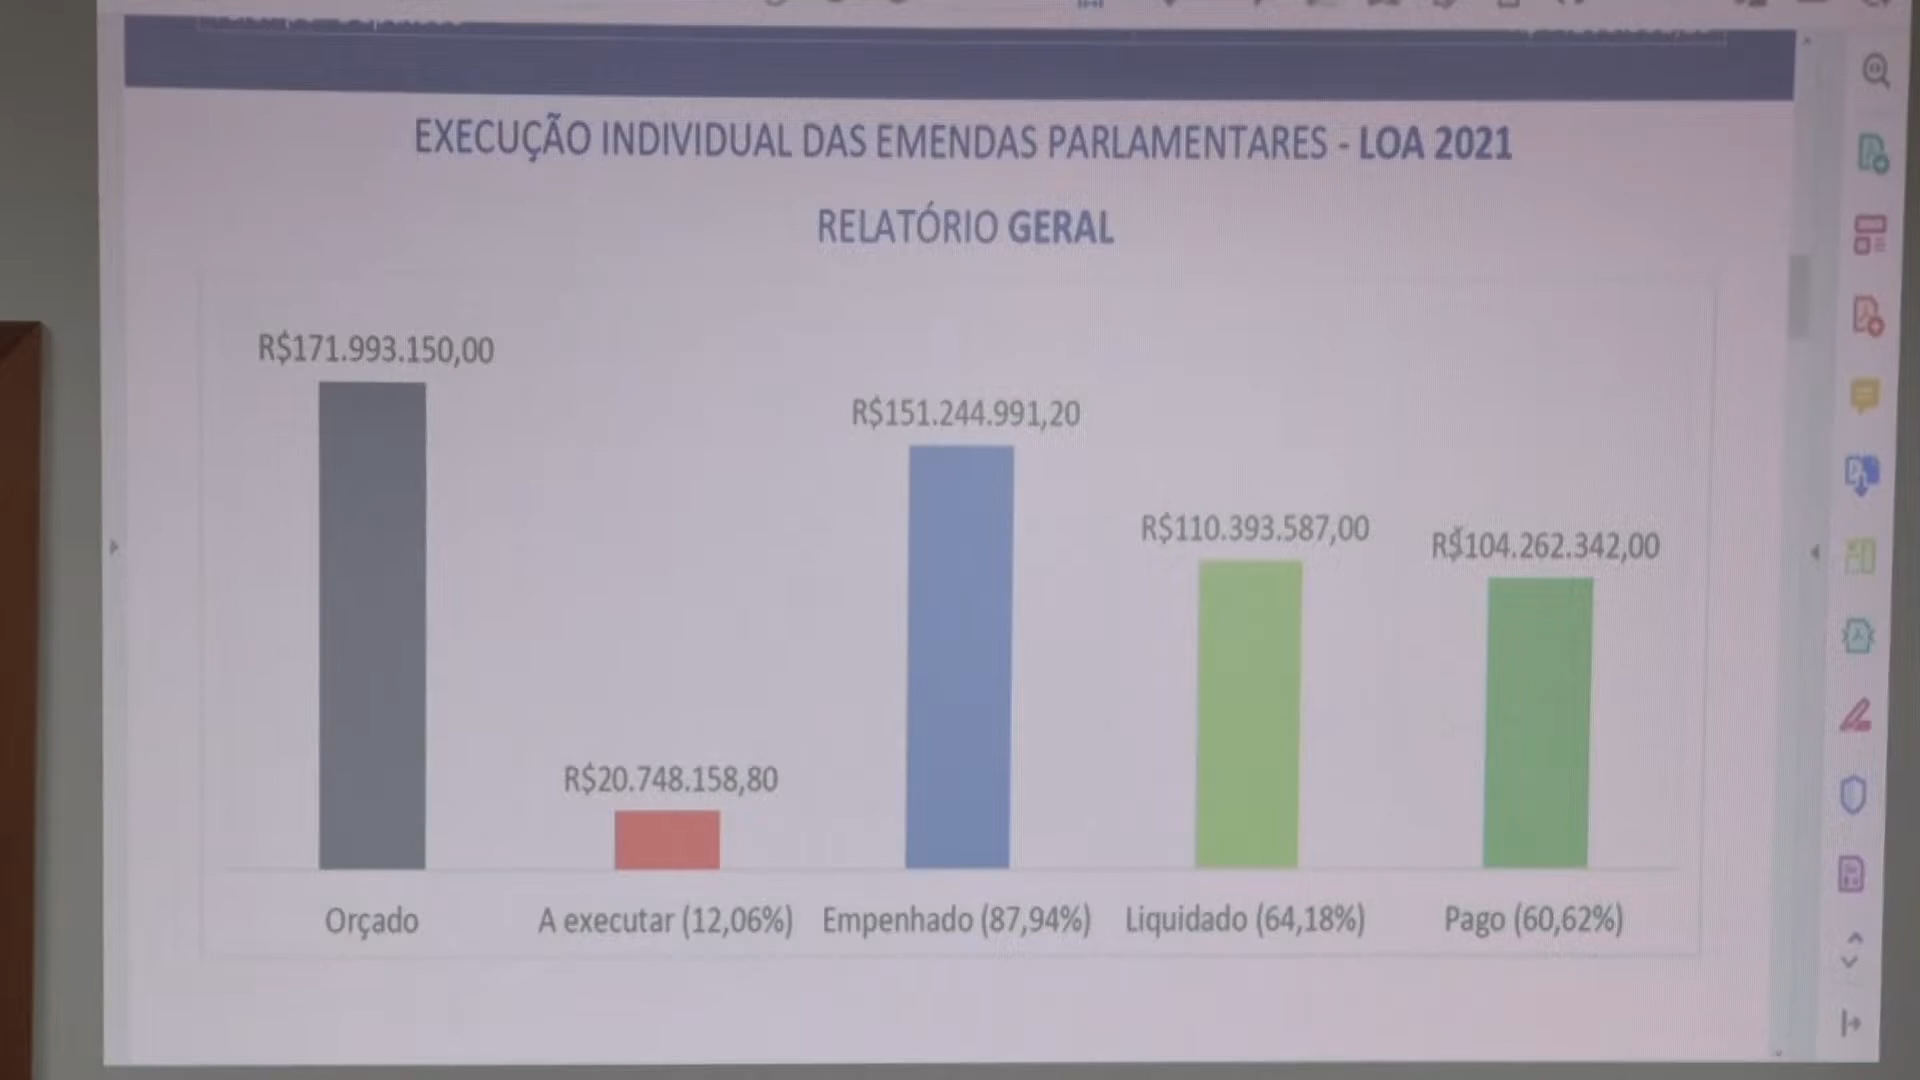 EXECUÇÃO INDIVIDUAL DAS EMENDAS PARLAMENTARES - LOA 2021
RELATÓRIO GERAL
R$171.993.150,00
R$20.748.158,80
R$151.244.991,20
R$110.393.587,00
R$104.262.342,00
Orçado
A executar (12,06%)
Empenhado (87,94%)
Liquidado (64,18%)
Pago (60,62%)